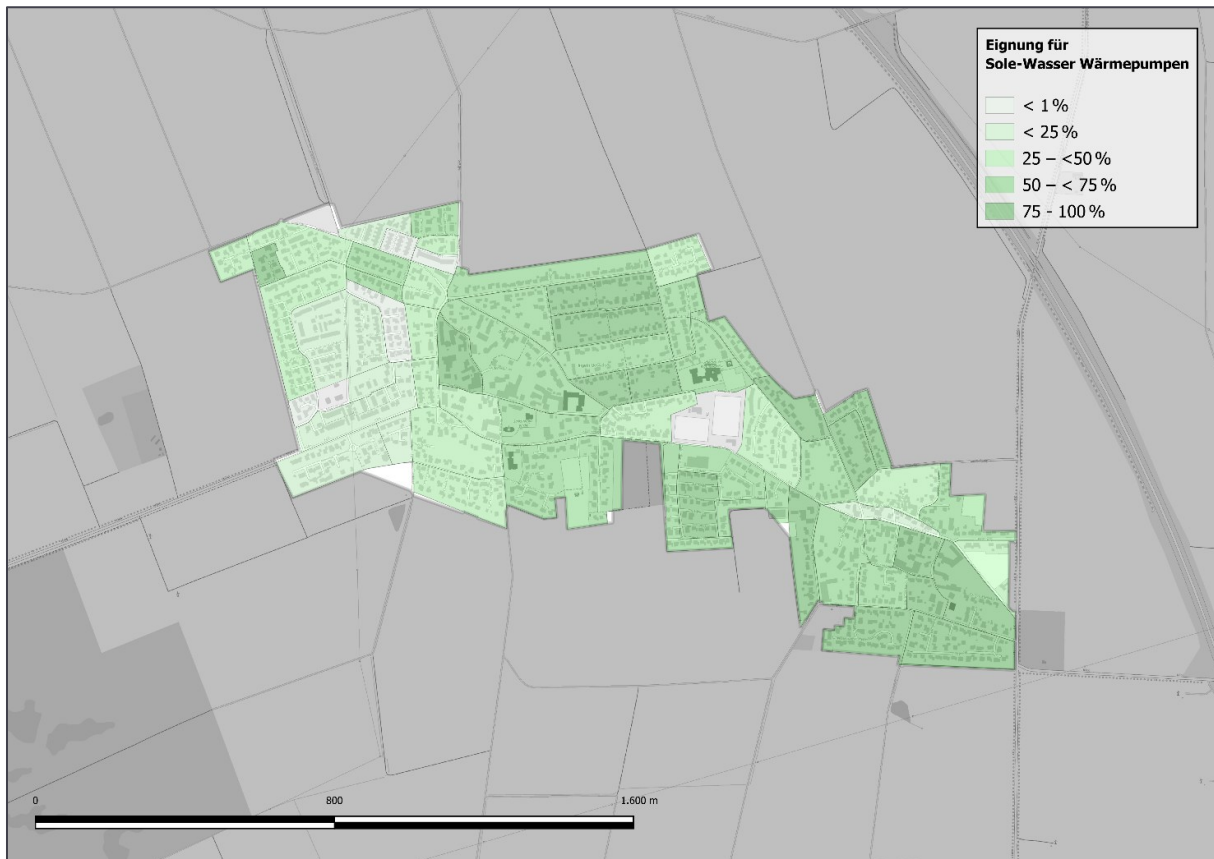 Eignung für
Sole-Wasser Wärmepumpen
< 1 %
< 25 %
25 – <50 %
50 – < 75 %
75 - 100 %
0 800 1.600 m